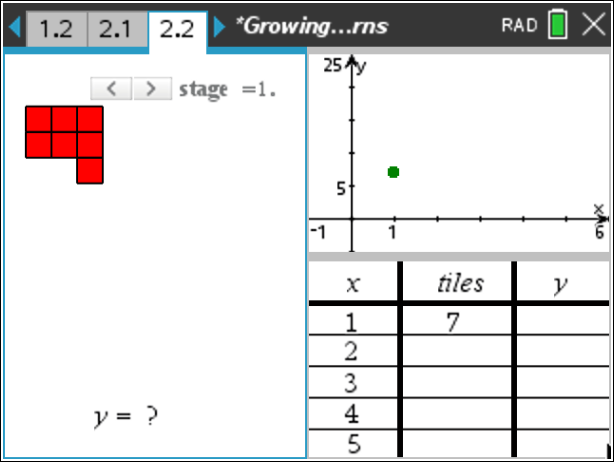 1.2 2.1 2.2 *Growing...rns RAD
< > stage =1.
25 y
5
x
-1 1 6
x tiles y
1 7
2
3
4
5
y = ?